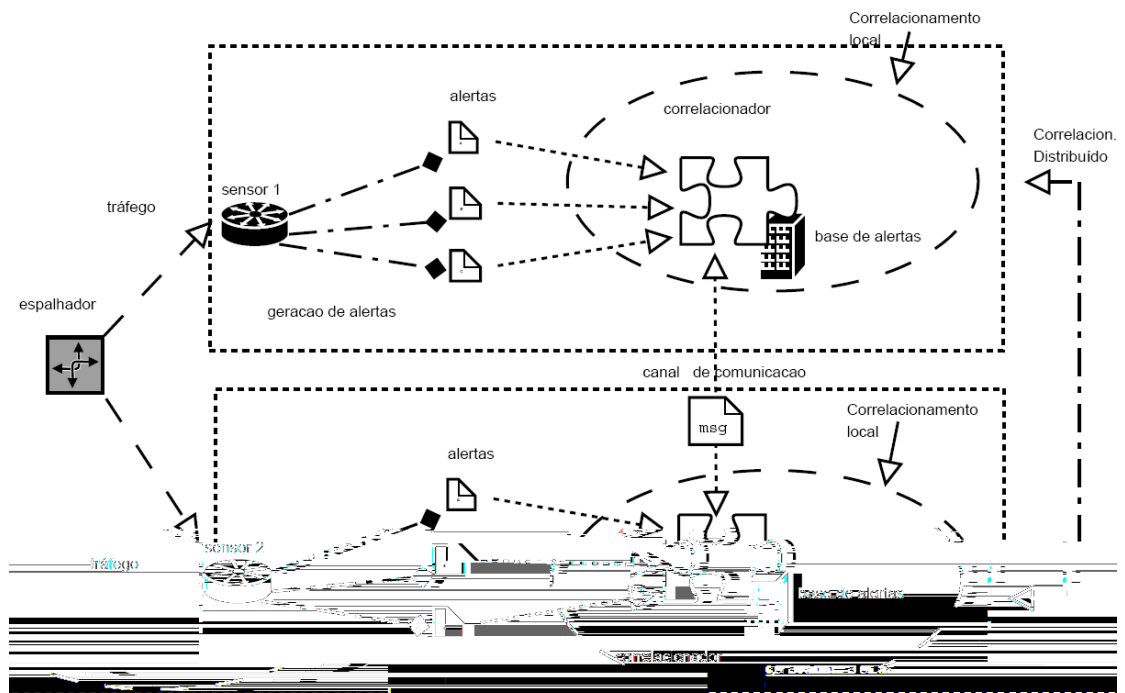 Correlacionamento
local
alertas
correlacionador
Correlacion.
Distribuído
sensor 1
tráfego
base de alertas
espalhador
geracao de alertas
canal de comunicacao
msg
Correlacionamento
local
alertas
sensor 2
tráfego